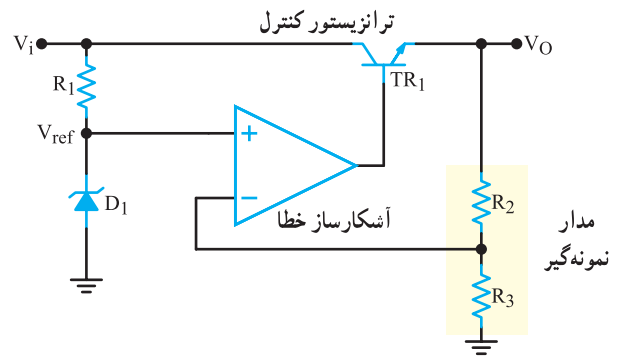 ترانزیستور کنترل
Vi
VO
R1
TR1
Vref
+
D1
−
آشکارساز خطا
R2
مدار
نمونه‌گیر
R3